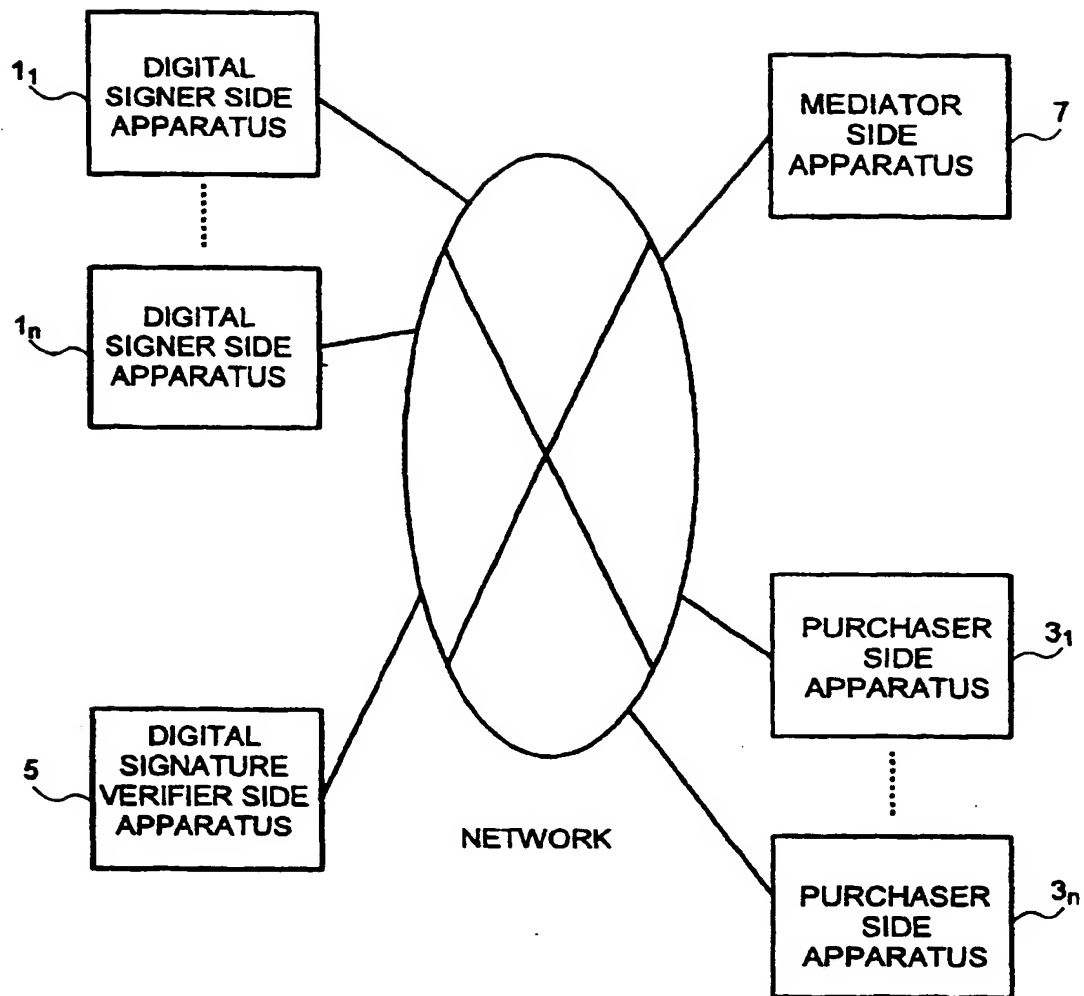 1₁
DIGITAL
SIGNER SIDE
APPARATUS
MEDIATOR
SIDE
APPARATUS
7
1ₙ
DIGITAL
SIGNER SIDE
APPARATUS
PURCHASER
SIDE
APPARATUS
3₁
5
DIGITAL
SIGNATURE
VERIFIER SIDE
APPARATUS
NETWORK
PURCHASER
SIDE
APPARATUS
3ₙ